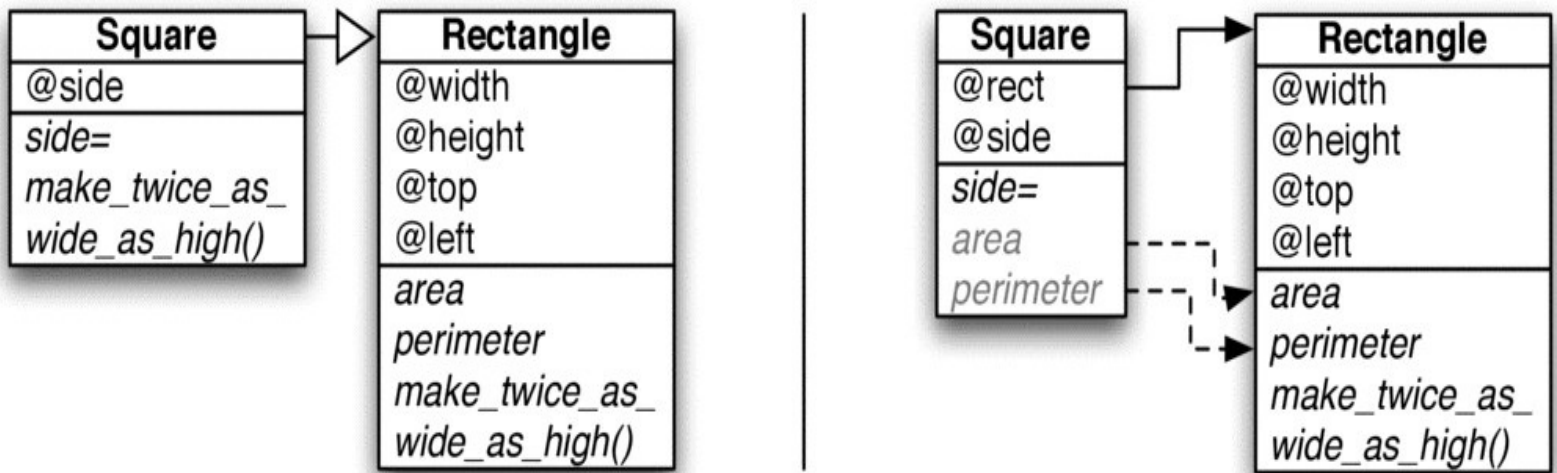 Square
@side
side=
make_twice_as_
wide_as_high()
Rectangle
@width
@height
@top
@left
area
perimeter
make_twice_as_
wide_as_high()
Square
@rect
@side
side=
area
perimeter
Rectangle
@width
@height
@top
@left
area
perimeter
make_twice_as_
wide_as_high()